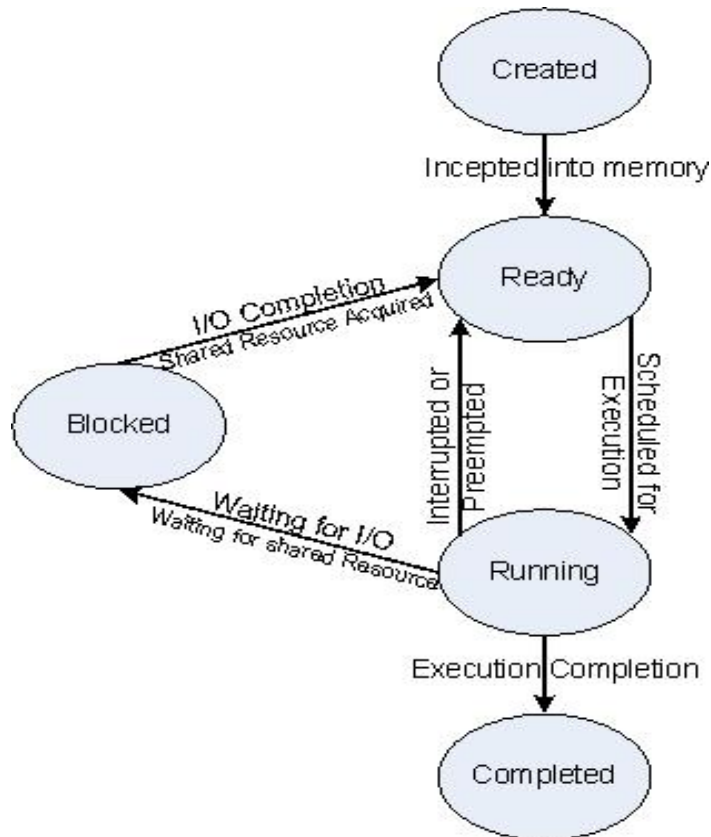 Created
Incepted into memory
Ready
I/O Completion
Shared Resource Acquired
Blocked
Interrupted or
Preempted
Scheduled for
Execution
Waiting for I/O
Waiting for shared Resource
Running
Execution Completion
Completed